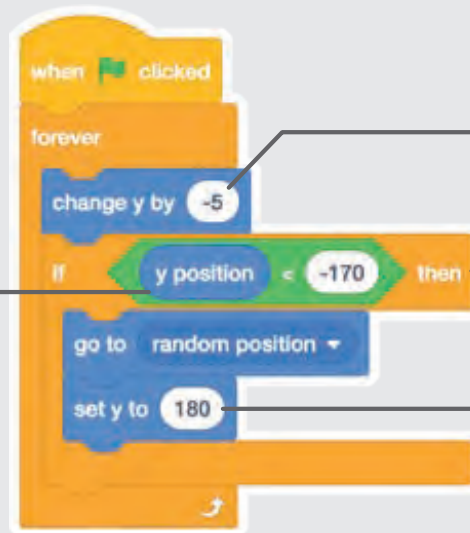 when clicked
forever
change y by -5
if y position < -170 then
go to random position
set y to 180